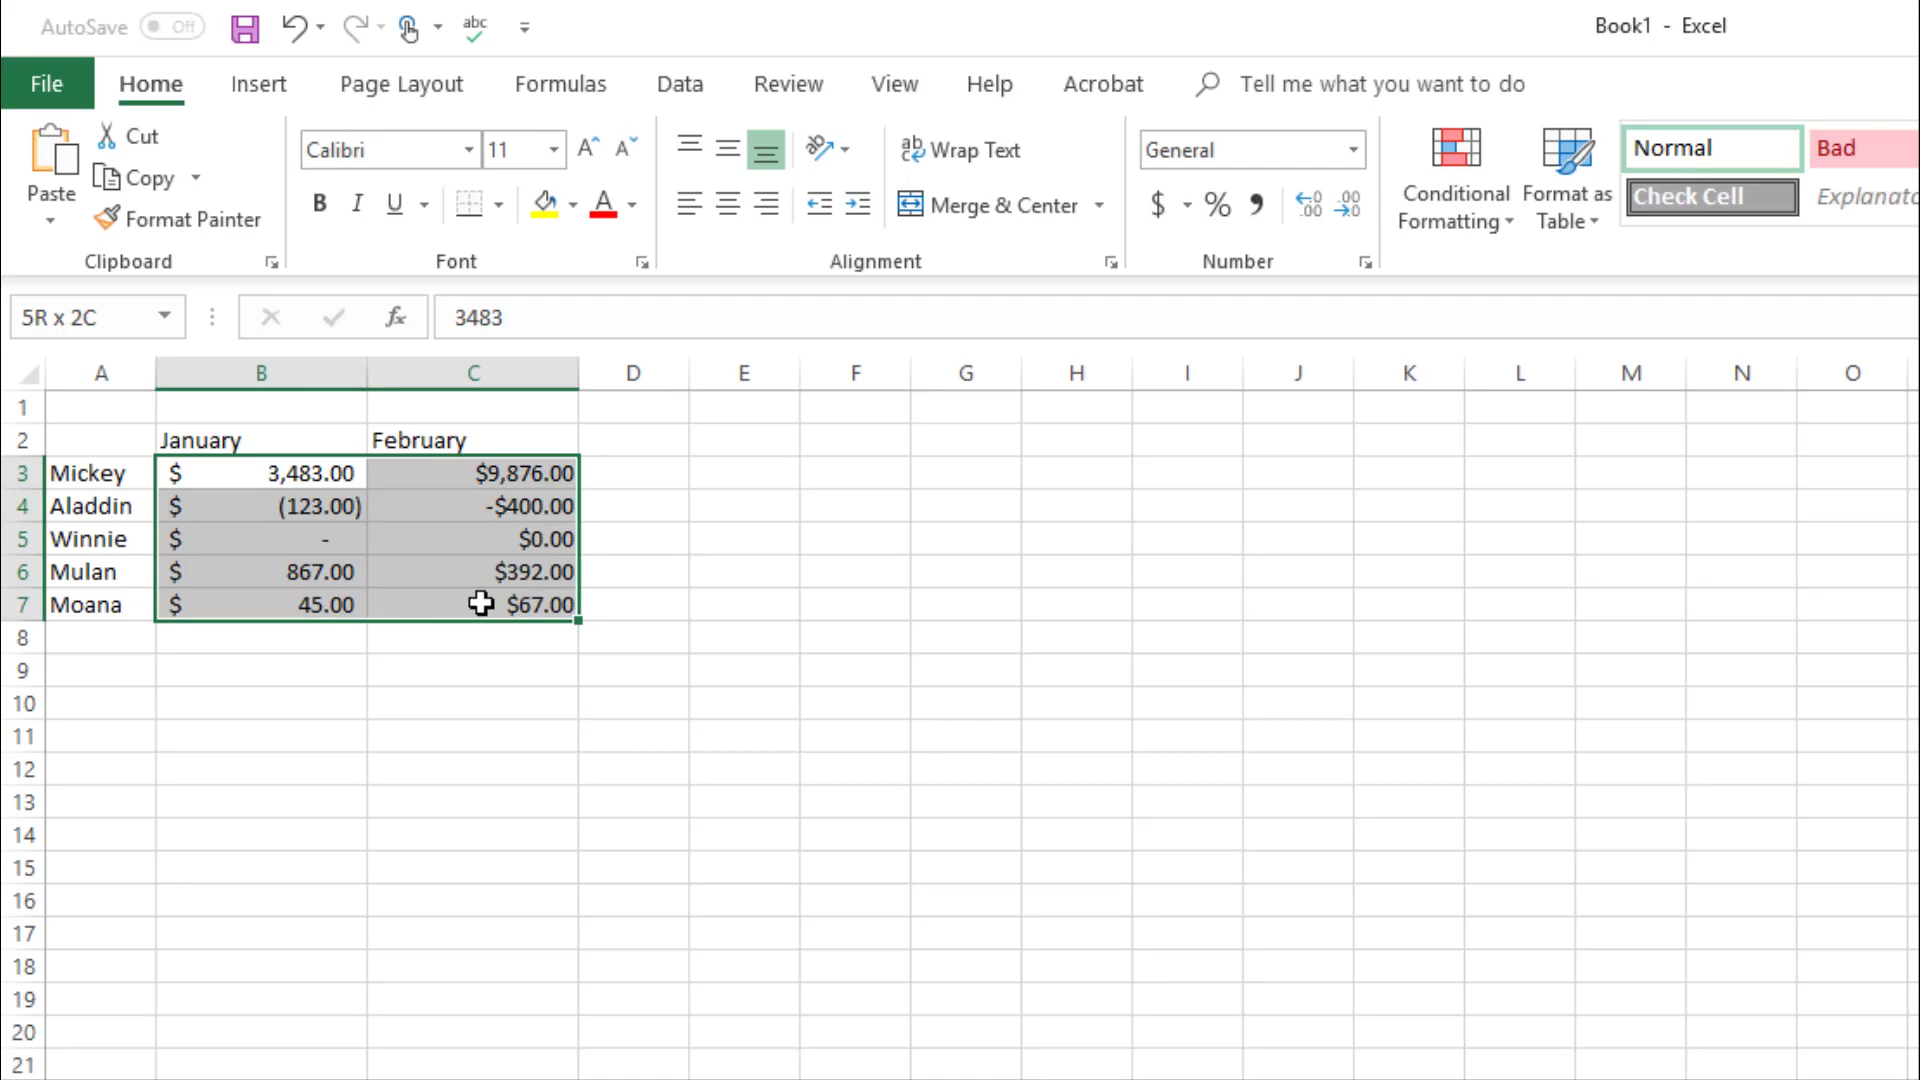 AutoSave Off abc Book1 - Excel
File Home Insert Page Layout Formulas Data Review View Help Acrobat Tell me what you want to do
Paste
Cut
Copy
Format Painter
Clipboard
Calibri 11 A A
B I U A
Font
ab c Wrap Text
Merge & Center
Alignment
General
$ % , .00 .00
Number
Conditional Formatting
Format as Table
Normal Bad
Check Cell Explanato
5R x 2C fx 3483
A B C D E F G H I J K L M N O
1
2 January February
3 Mickey $ 3,483.00 $9,876.00
4 Aladdin $ (123.00) -$400.00
5 Winnie $ - $0.00
6 Mulan $ 867.00 $392.00
7 Moana $ 45.00 $67.00
8
9
10
11
12
13
14
15
16
17
18
19
20
21